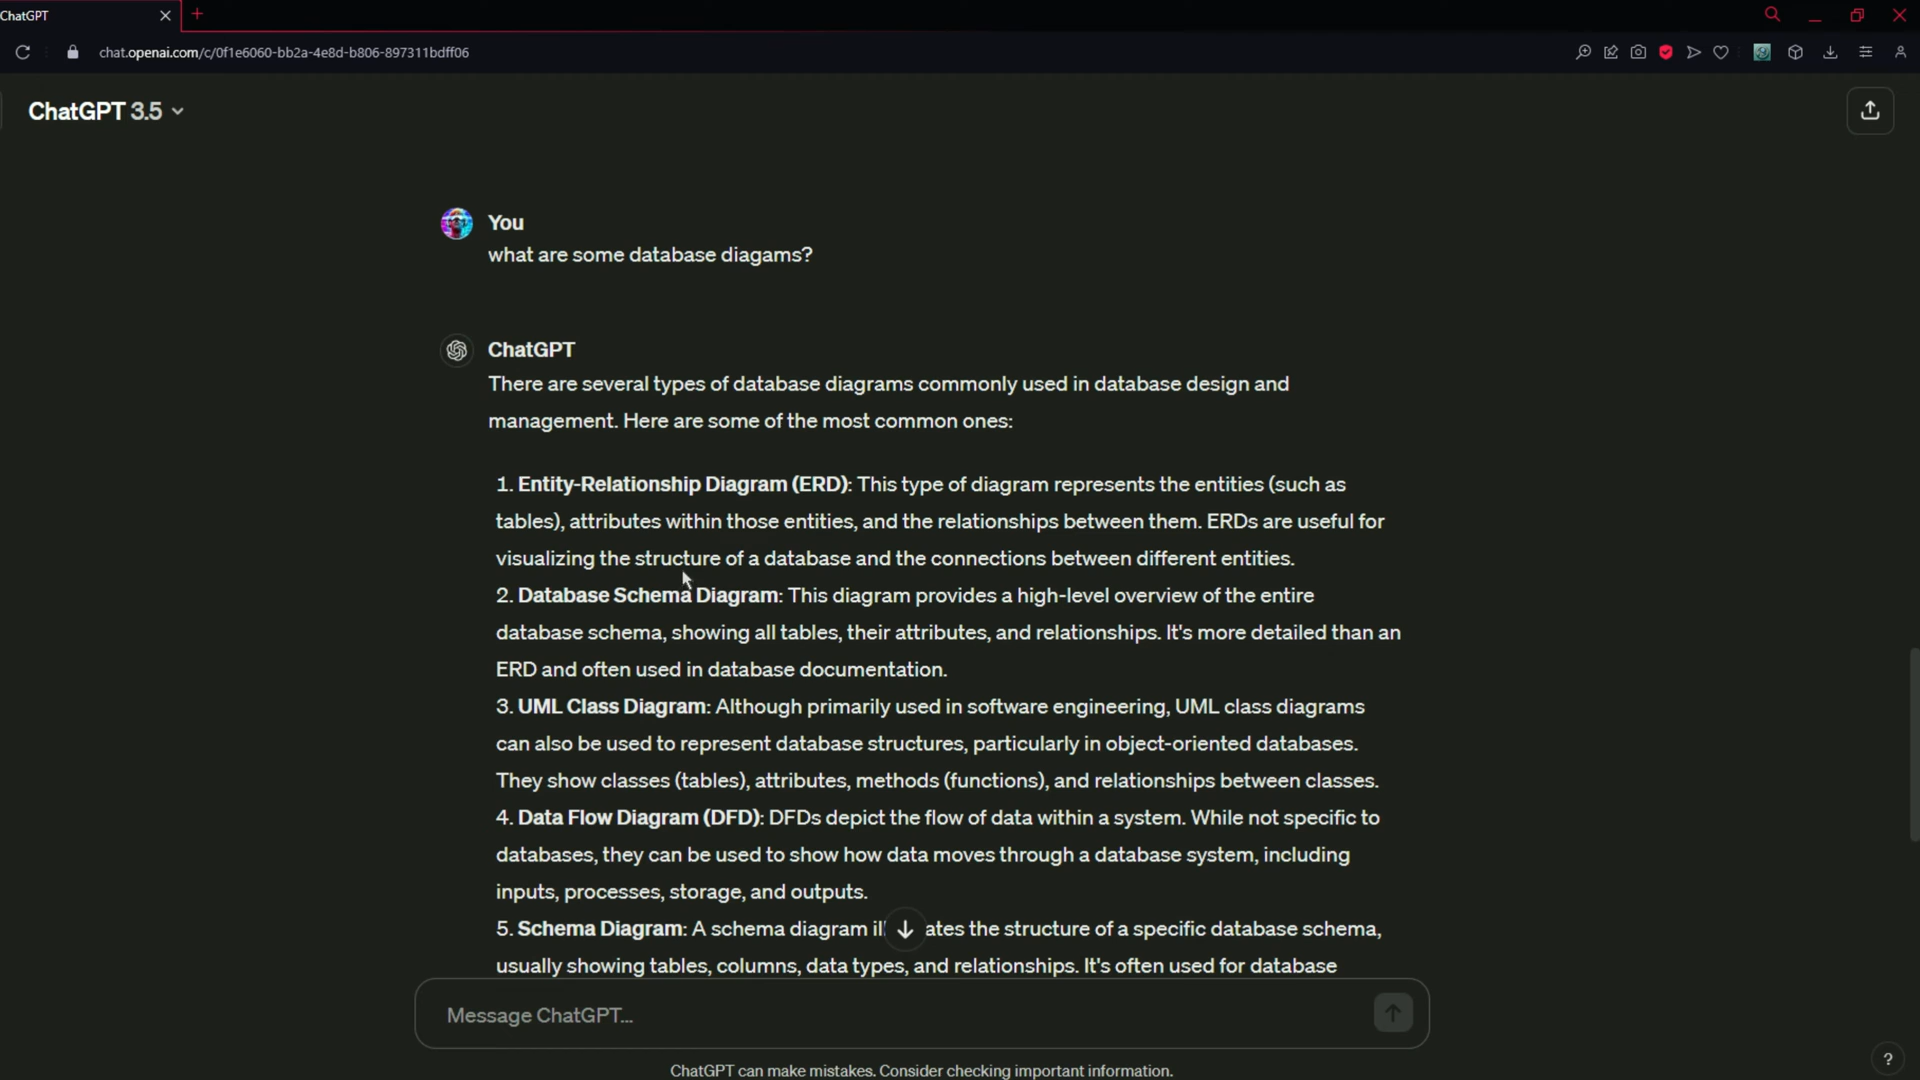 ChatGPT
chat.openai.com/c/0f1e6060-bb2a-4e8d-b806-897311bdff06
ChatGPT 3.5
You
what are some database diagams?
ChatGPT
There are several types of database diagrams commonly used in database design and
management. Here are some of the most common ones:
1. Entity-Relationship Diagram (ERD): This type of diagram represents the entities (such as
tables), attributes within those entities, and the relationships between them. ERDs are useful for
visualizing the structure of a database and the connections between different entities.
2. Database Schema Diagram: This diagram provides a high-level overview of the entire
database schema, showing all tables, their attributes, and relationships. It's more detailed than an
ERD and often used in database documentation.
3. UML Class Diagram: Although primarily used in software engineering, UML class diagrams
can also be used to represent database structures, particularly in object-oriented databases.
They show classes (tables), attributes, methods (functions), and relationships between classes.
4. Data Flow Diagram (DFD): DFDs depict the flow of data within a system. While not specific to
databases, they can be used to show how data moves through a database system, including
inputs, processes, storage, and outputs.
5. Schema Diagram: A schema diagram il ates the structure of a specific database schema,
usually showing tables, columns, data types, and relationships. It's often used for database
Message ChatGPT...
ChatGPT can make mistakes. Consider checking important information.
?